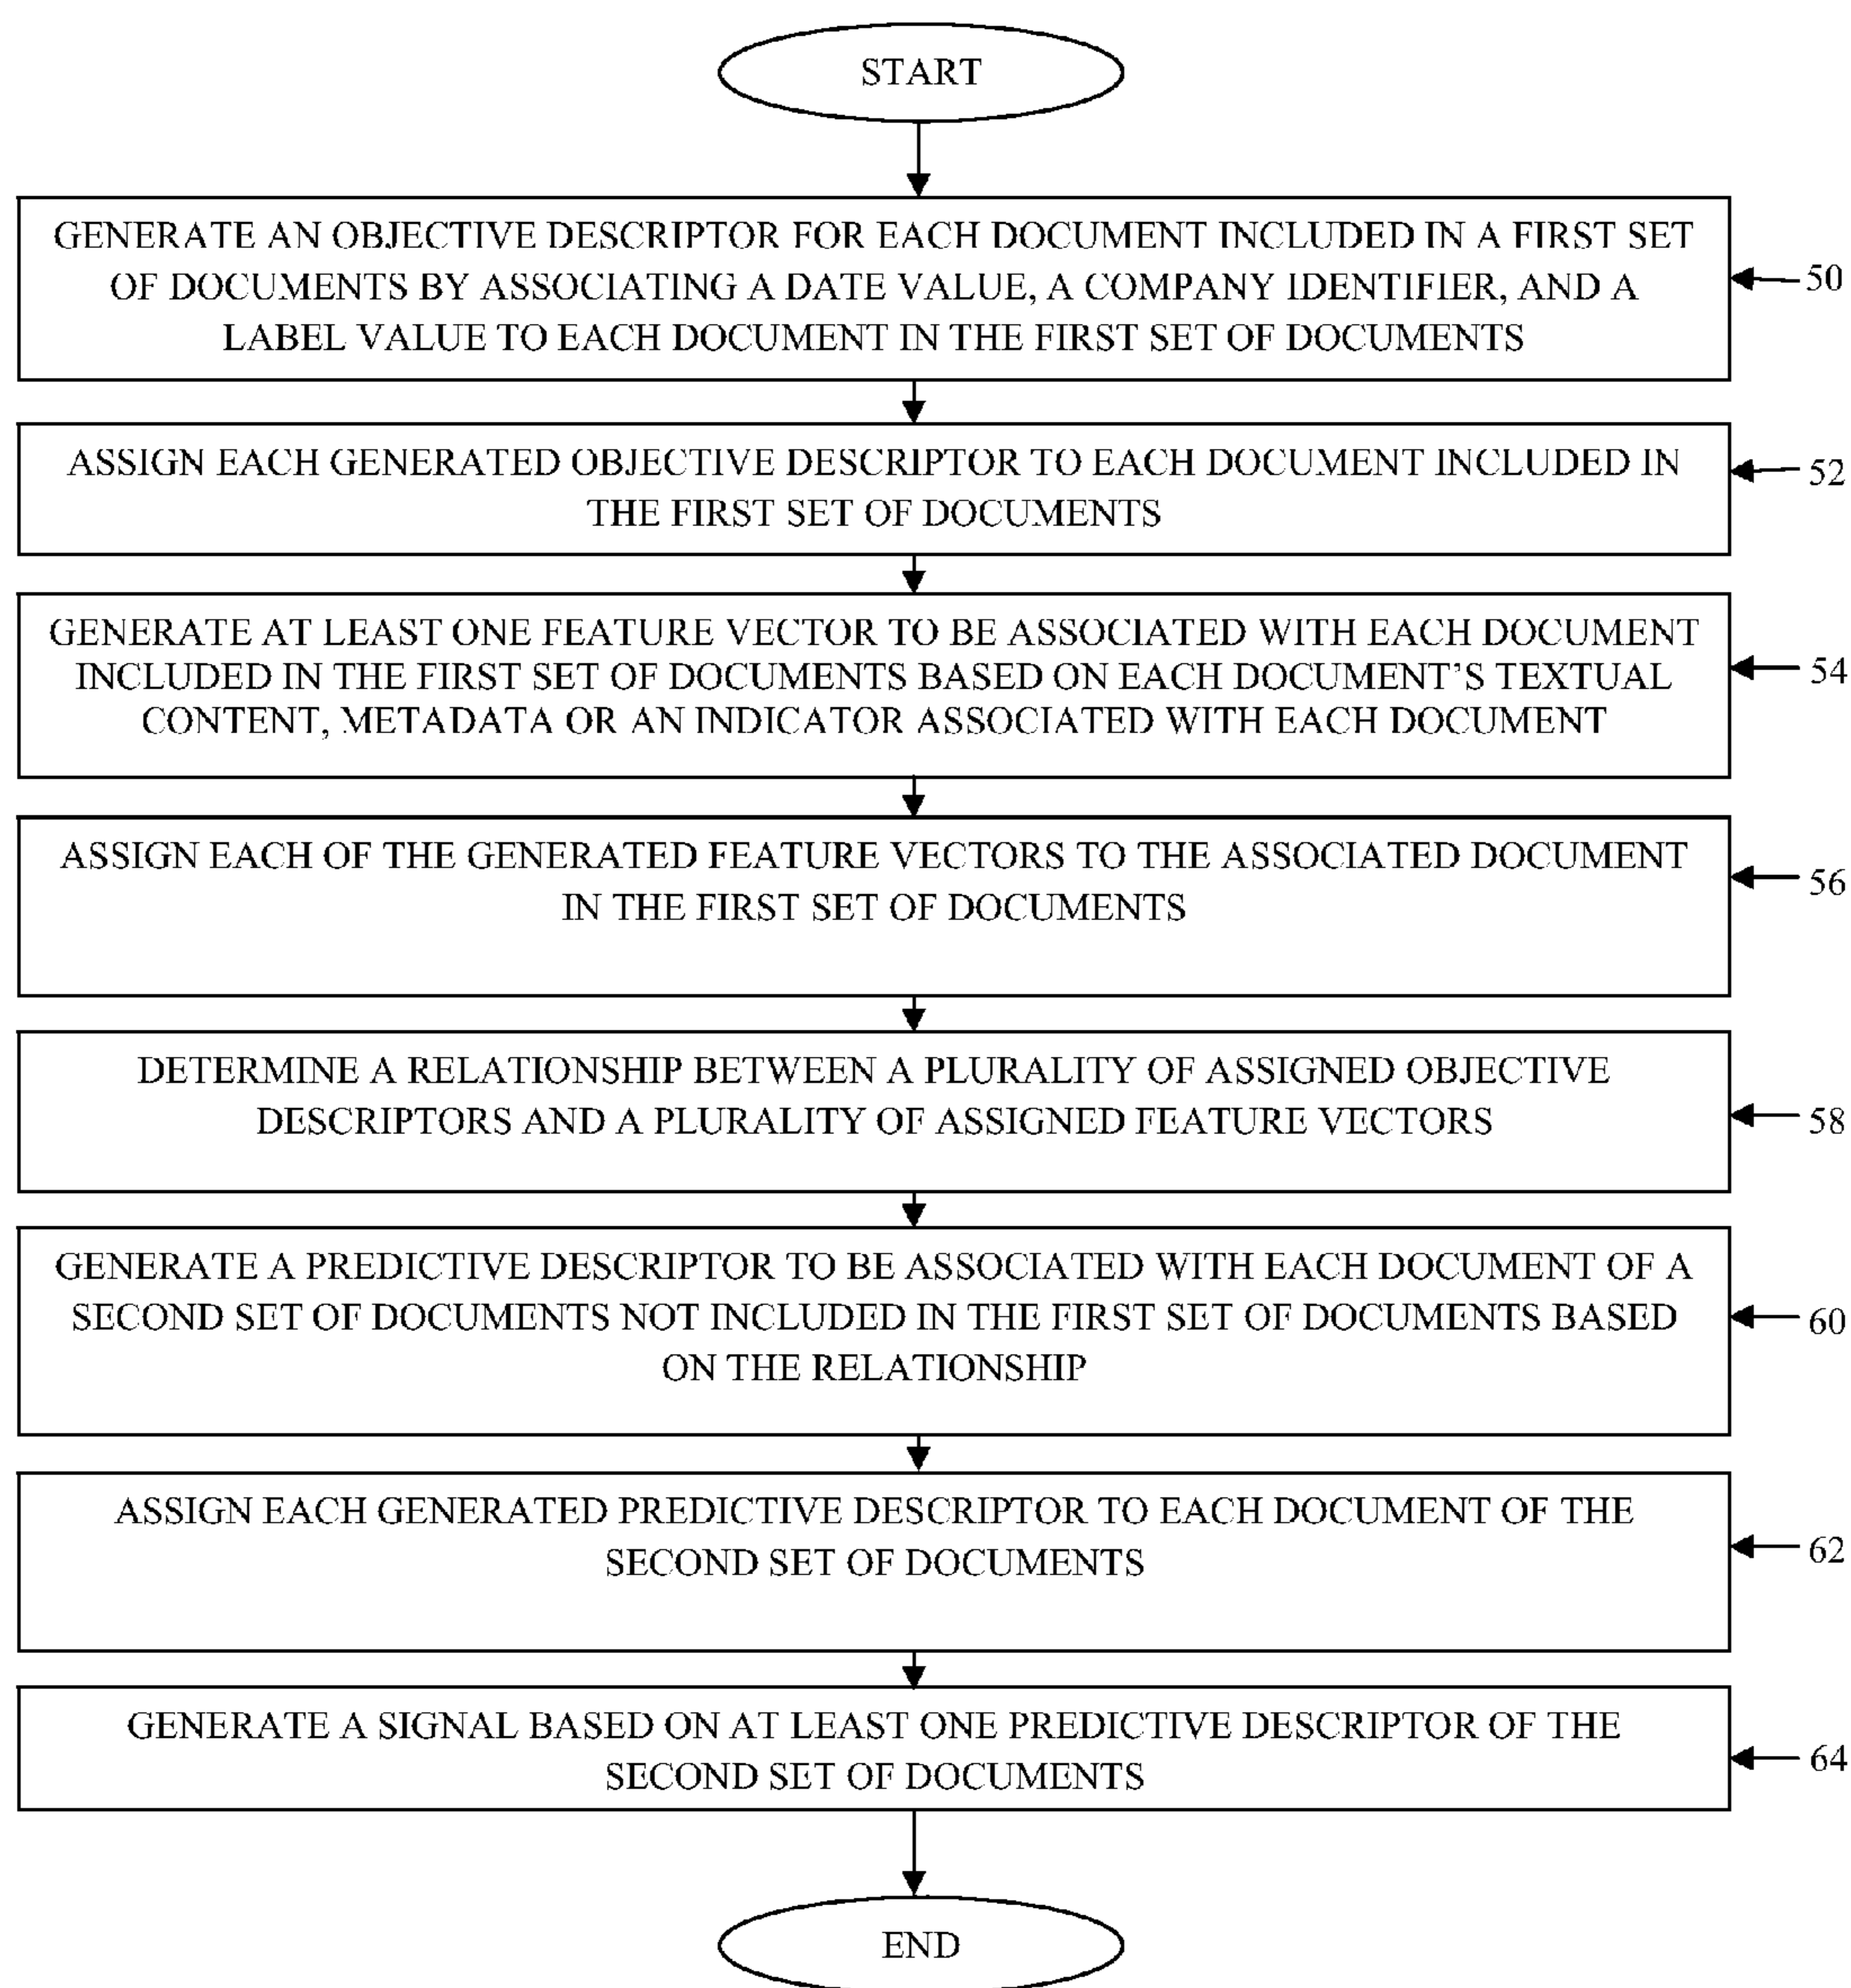 START
GENERATE AN OBJECTIVE DESCRIPTOR FOR EACH DOCUMENT INCLUDED IN A FIRST SET
OF DOCUMENTS BY ASSOCIATING A DATE VALUE, A COMPANY IDENTIFIER, AND A
LABEL VALUE TO EACH DOCUMENT IN THE FIRST SET OF DOCUMENTS
50
ASSIGN EACH GENERATED OBJECTIVE DESCRIPTOR TO EACH DOCUMENT INCLUDED IN
THE FIRST SET OF DOCUMENTS
52
GENERATE AT LEAST ONE FEATURE VECTOR TO BE ASSOCIATED WITH EACH DOCUMENT
INCLUDED IN THE FIRST SET OF DOCUMENTS BASED ON EACH DOCUMENT'S TEXTUAL
CONTENT, METADATA OR AN INDICATOR ASSOCIATED WITH EACH DOCUMENT
54
ASSIGN EACH OF THE GENERATED FEATURE VECTORS TO THE ASSOCIATED DOCUMENT
IN THE FIRST SET OF DOCUMENTS
56
DETERMINE A RELATIONSHIP BETWEEN A PLURALITY OF ASSIGNED OBJECTIVE
DESCRIPTORS AND A PLURALITY OF ASSIGNED FEATURE VECTORS
58
GENERATE A PREDICTIVE DESCRIPTOR TO BE ASSOCIATED WITH EACH DOCUMENT OF A
SECOND SET OF DOCUMENTS NOT INCLUDED IN THE FIRST SET OF DOCUMENTS BASED
ON THE RELATIONSHIP
60
ASSIGN EACH GENERATED PREDICTIVE DESCRIPTOR TO EACH DOCUMENT OF THE
SECOND SET OF DOCUMENTS
62
GENERATE A SIGNAL BASED ON AT LEAST ONE PREDICTIVE DESCRIPTOR OF THE
SECOND SET OF DOCUMENTS
64
END